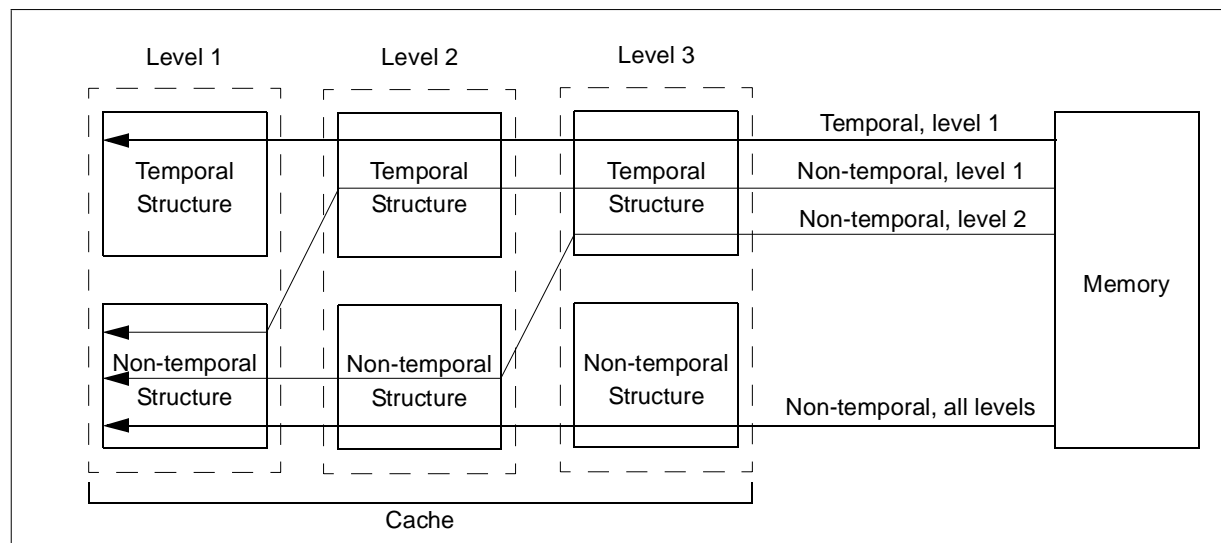 Level 1
Level 2
Level 3
Temporal, level 1
Temporal
Structure
Temporal
Structure
Temporal
Structure
Non-temporal, level 1
Non-temporal, level 2
Memory
Non-temporal
Structure
Non-temporal
Structure
Non-temporal
Structure
Non-temporal, all levels
Cache